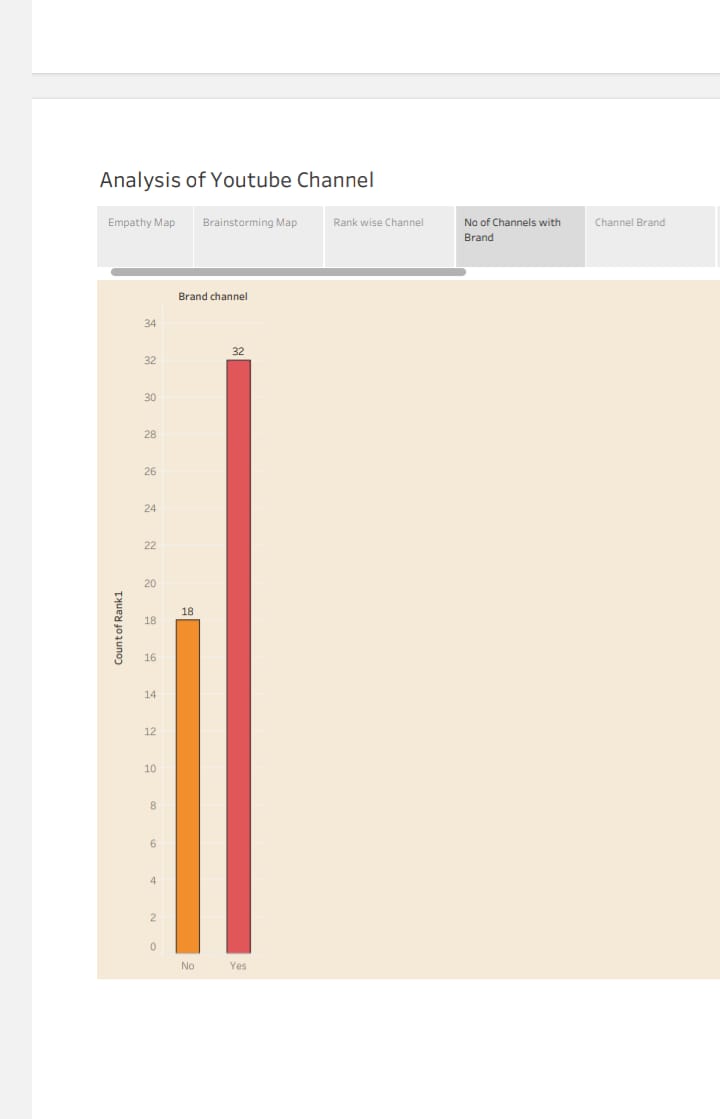 Analysis of Youtube Channel
Empathy Map
Brainstorming Map
Rank wise Channel
No of Channels with
Brand
Channel Brand
Brand channel
34
32
30
28
26
24
22
20
18
16
14
12
10
8
6
4
2
0
Count of Rank1
18
32
No
Yes